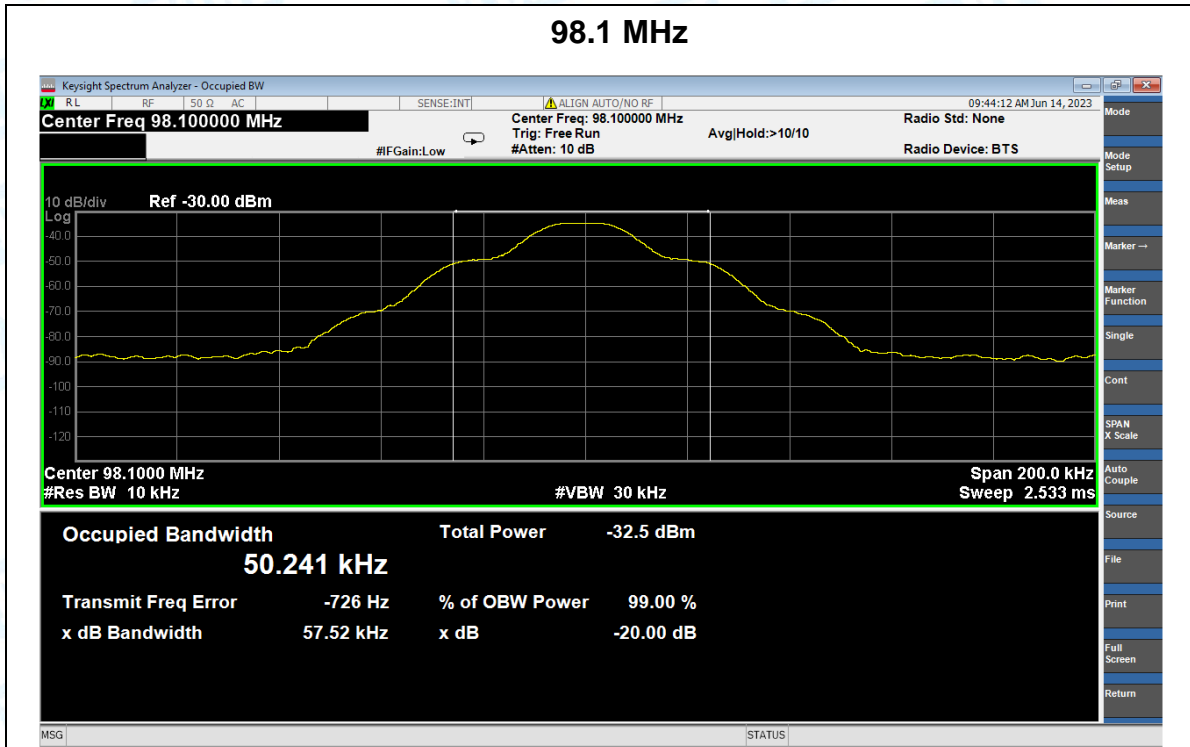 98.1 MHz
Keysight Spectrum Analyzer - Occupied BW
LXI RL RF 50 Ω AC SENSE:INT ALIGN AUTO/NO RF 09:44:12 AM Jun 14, 2023
Center Freq 98.100000 MHz
Center Freq: 98.100000 MHz Radio Std: None
Trig: Free Run Avg|Hold:>10/10
#IFGain:Low #Atten: 10 dB Radio Device: BTS
10 dB/div Ref -30.00 dBm
Log
-40.0
-50.0
-60.0
-70.0
-80.0
-90.0
-100
-110
-120
Center 98.1000 MHz Span 200.0 kHz
#Res BW 10 kHz #VBW 30 kHz Sweep 2.533 ms
Occupied Bandwidth Total Power -32.5 dBm
50.241 kHz
Transmit Freq Error -726 Hz % of OBW Power 99.00 %
x dB Bandwidth 57.52 kHz x dB -20.00 dB
Mode
Mode
Setup
Meas
Marker →
Marker
Function
Single
Cont
SPAN
X Scale
Auto
Couple
Source
File
Print
Full
Screen
Return
MSG STATUS